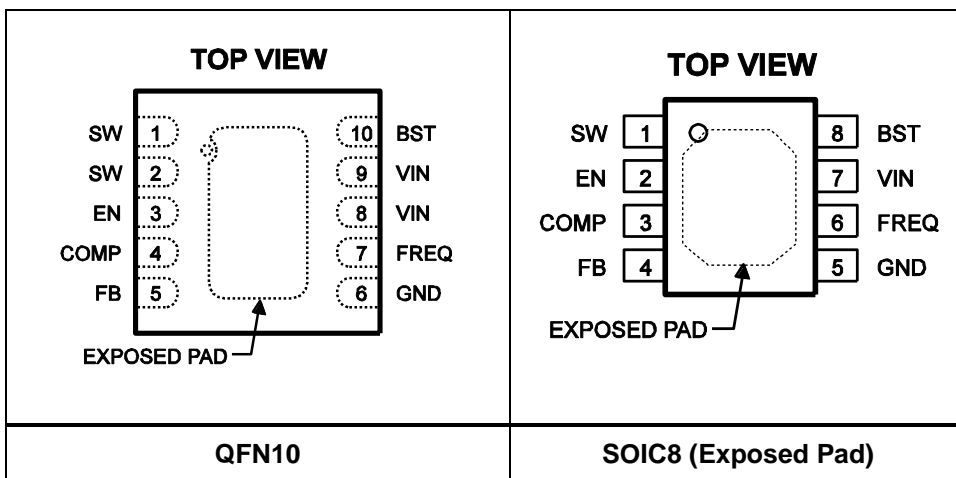 TOP VIEW
SW 1 10 BST
SW 2 9 VIN
EN 3 8 VIN
COMP 4 7 FREQ
FB 5 6 GND
EXPOSED PAD
QFN10
TOP VIEW
SW 1 8 BST
EN 2 7 VIN
COMP 3 6 FREQ
FB 4 5 GND
EXPOSED PAD
SOIC8 (Exposed Pad)